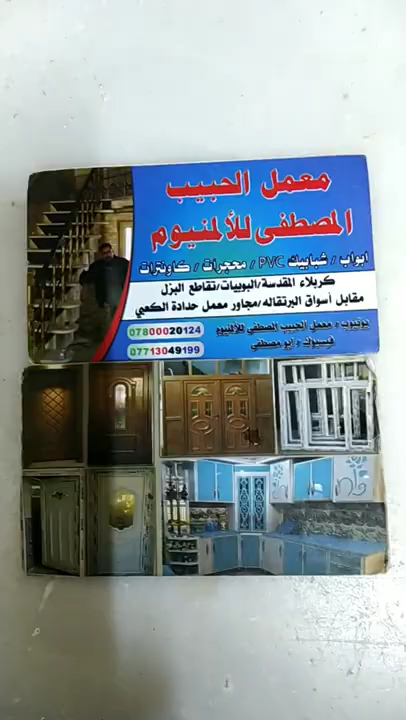 معمل الحبيب
المصطفى للألمنيوم
ابواب / شبابيك PVC / محجرات / كاونترات
كربلاء المقدسة/البوبيات/تقاطع البزل
مقابل أسواق البرتقاله/مجاور معمل حدادة الكعبي
07800020124
07713049199
يوتيوب ● معمل الحبيب المصطفى للألمنيوم
فيسبوك : أبو مصطفى